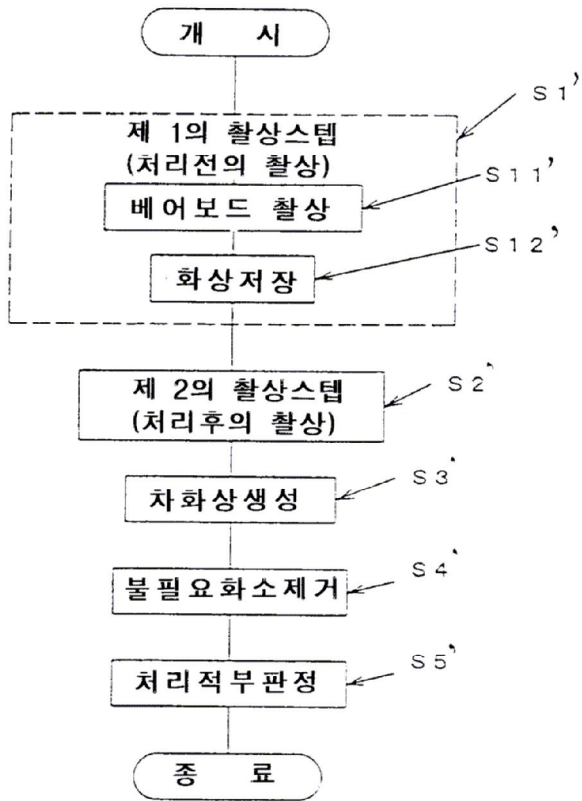 개 시
S1'
제 1의 촬상스텝
(처리전의 촬상)
S11'
베어보드 촬상
S12'
화상저장
제 2의 촬상스텝
(처리후의 촬상)
S2'
차화상생성
S3'
불필요화소제거
S4'
처리적부판정
S5'
종 료